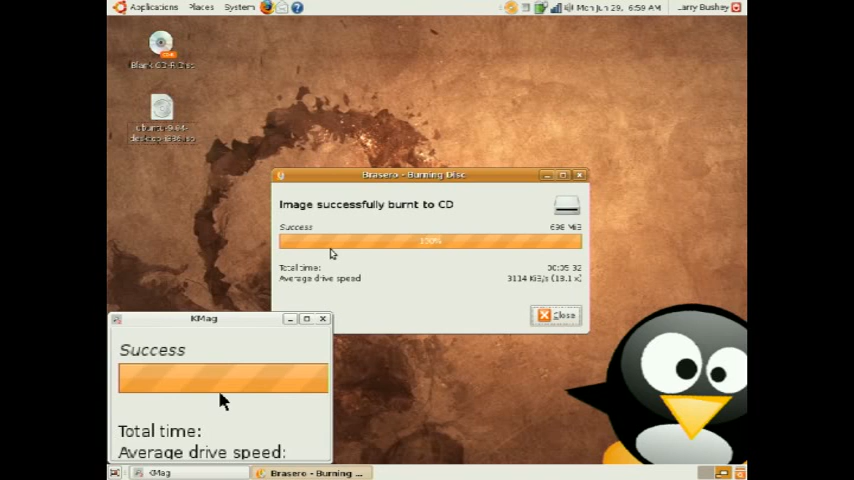 Applications Places System Mon Jun 29, 6:59 AM Larry Bushey
Blank CD-R Disc
ubuntu-9.04-
desktop-i386.iso
Brasero - Burning Disc
Image successfully burnt to CD
Success 698 MiB
100%
Total time: 00:05:32
Average drive speed 3114 KiB/s (18.1 x)
Close
KMag
Success
Total time:
Average drive speed:
KMag Brasero - Burning ...